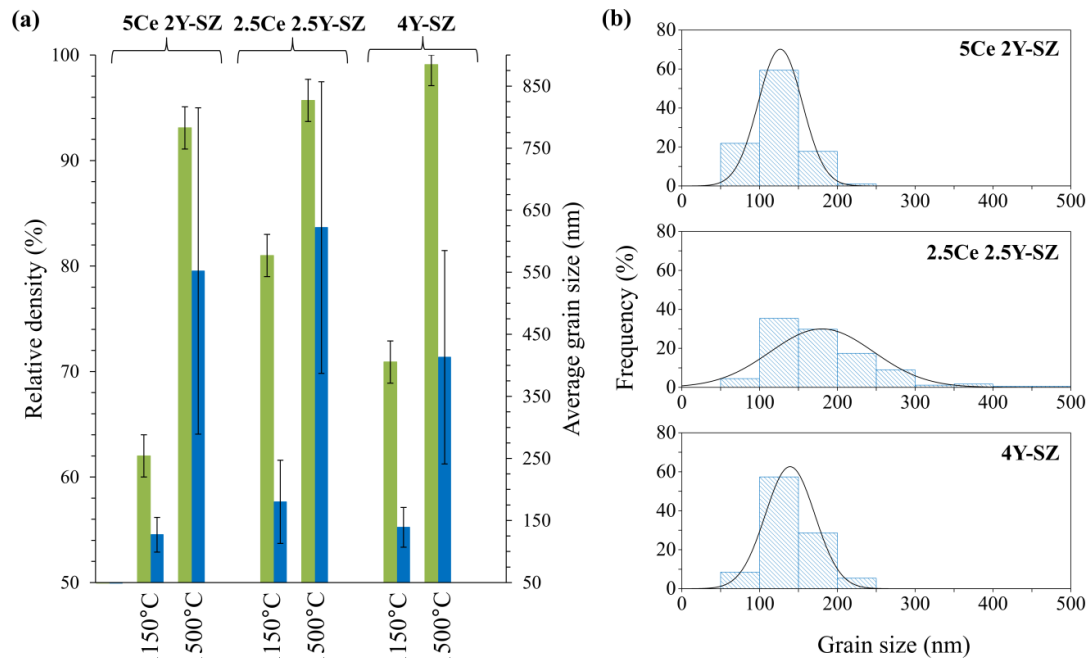 (a)
5Ce 2Y-SZ 2.5Ce 2.5Y-SZ 4Y-SZ
Relative density (%)
100
90
80
70
60
50
850
750
650
550
450
350
250
150
50
Average grain size (nm)
150°C
500°C
150°C
500°C
150°C
500°C
(b)
5Ce 2Y-SZ
80
60
40
20
0
0 100 200 300 400 500
2.5Ce 2.5Y-SZ
80
60
40
20
0
0 100 200 300 400 500
Frequency (%)
4Y-SZ
80
60
40
20
0
0 100 200 300 400 500
Grain size (nm)